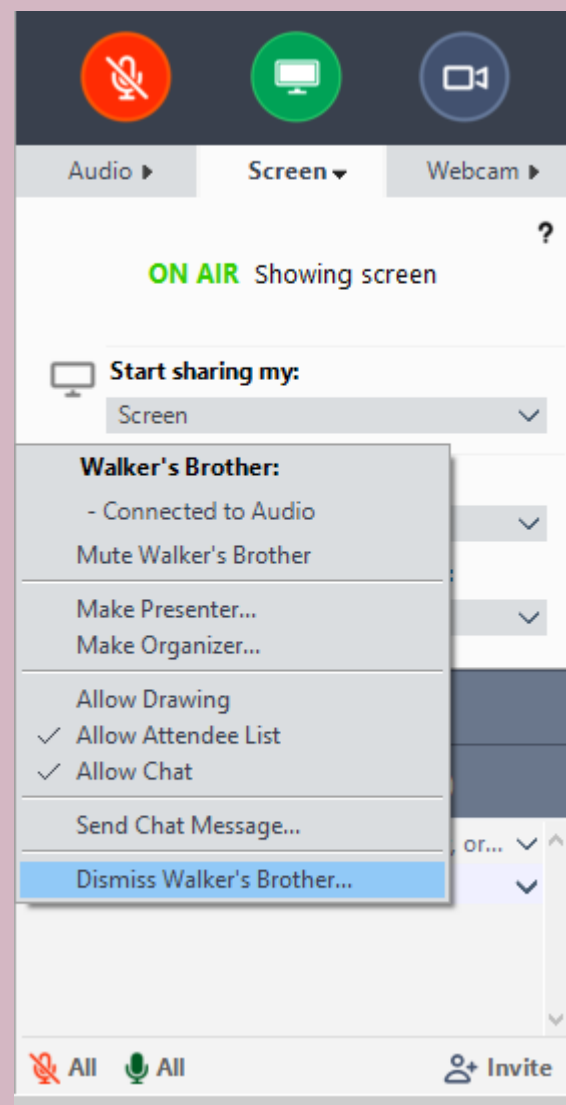 Audio
Screen
Webcam
?
ON AIR Showing screen
Start sharing my:
Screen
Walker's Brother:
- Connected to Audio
Mute Walker's Brother
:
Make Presenter...
Make Organizer...
Allow Drawing
Allow Attendee List
Allow Chat
Send Chat Message...
, or...
Dismiss Walker's Brother...
All
All
Invite